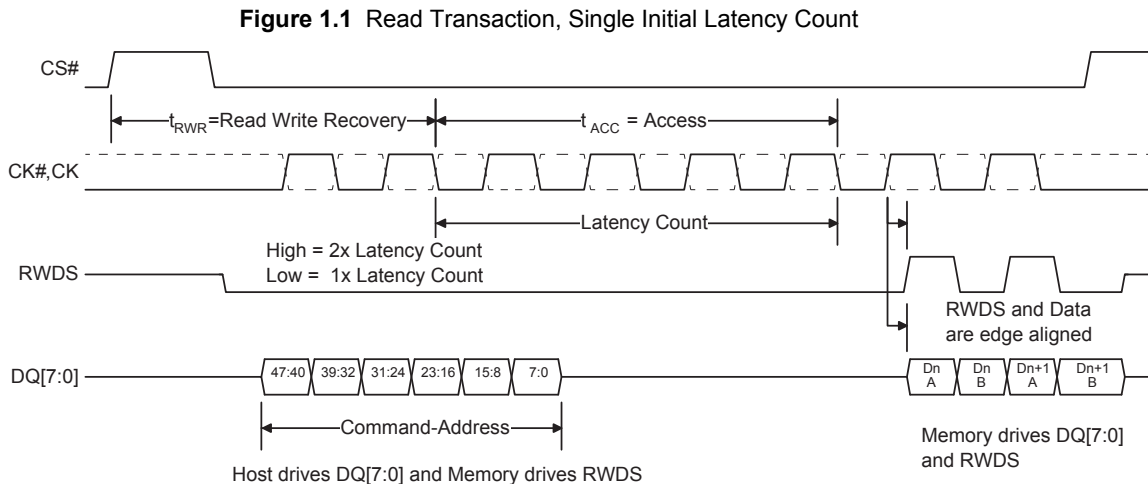 Figure 1.1 Read Transaction, Single Initial Latency Count
CS#
tRWR=Read Write Recovery
tACC = Access
CK#,CK
Latency Count
High = 2x Latency Count
Low = 1x Latency Count
RWDS
RWDS and Data
are edge aligned
DQ[7:0]
47:40 39:32 31:24 23:16 15:8 7:0
Dn Dn Dn+1 Dn+1
A B A B
Command-Address
Memory drives DQ[7:0]
and RWDS
Host drives DQ[7:0] and Memory drives RWDS